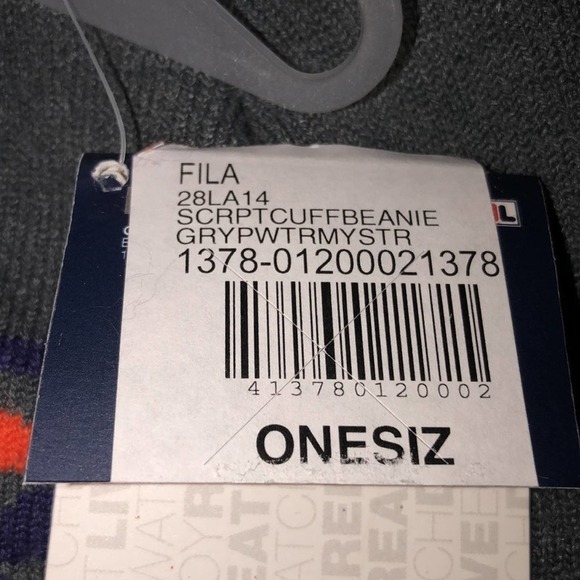 FILA
28LA14
SCRPTCUFFBEANIE
GRYPWTRMYSTR
1378-01200021378
413780120002
ONESIZ